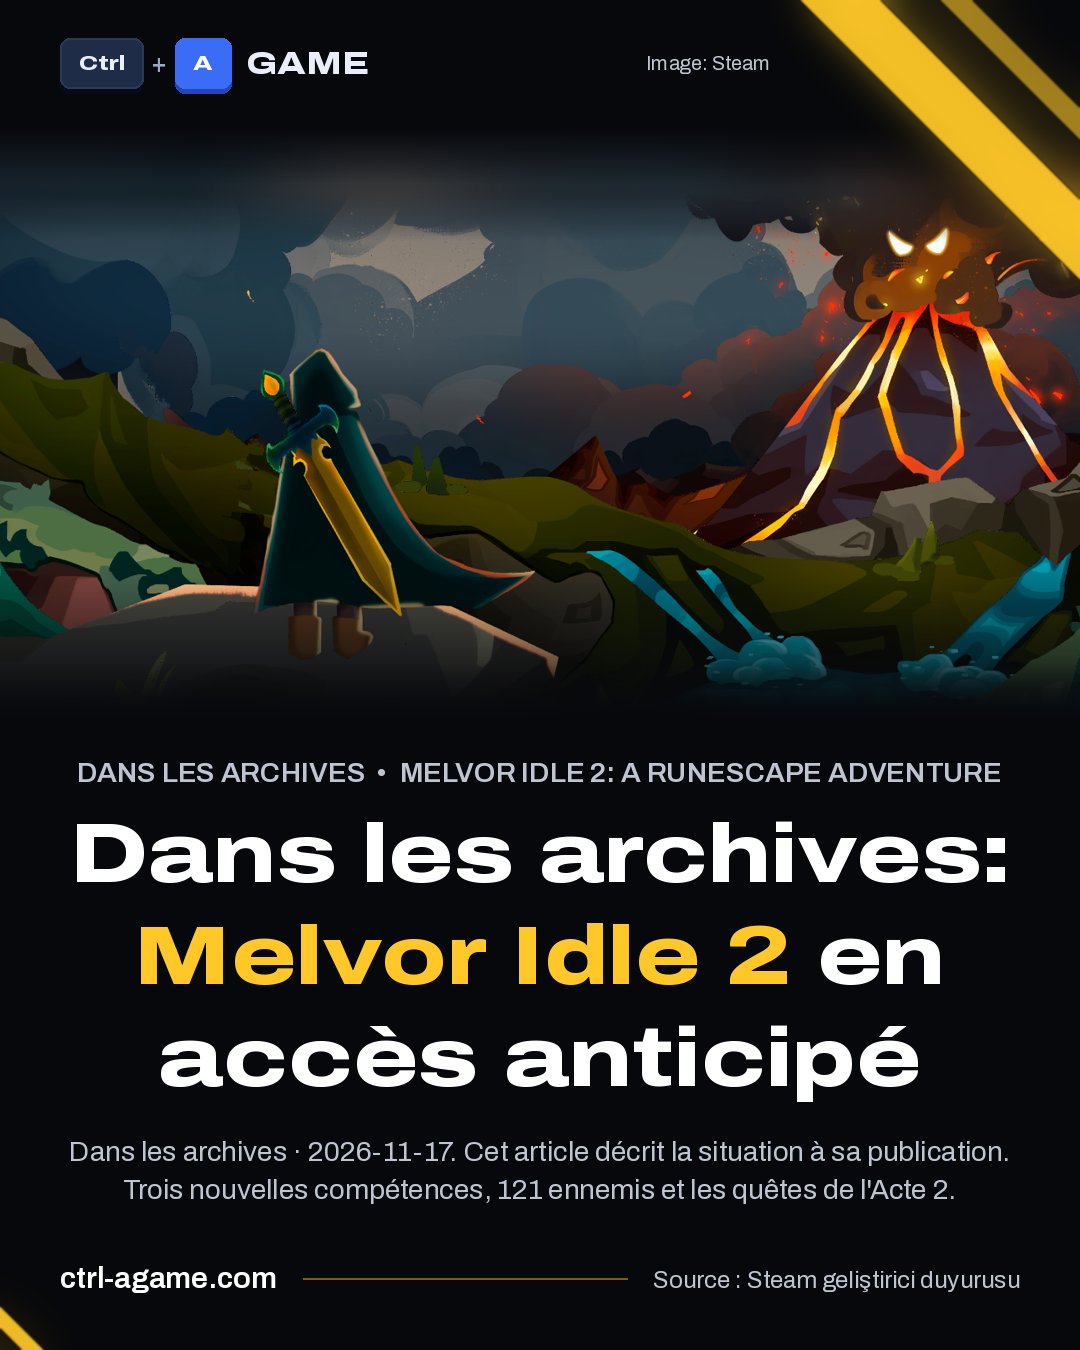 Ctrl + A GAME
Image: Steam
DANS LES ARCHIVES • MELVOR IDLE 2: A RUNESCAPE ADVENTURE
Dans les archives:
Melvor Idle 2 en
accès anticipé
Dans les archives · 2026-11-17. Cet article décrit la situation à sa publication.
Trois nouvelles compétences, 121 ennemis et les quêtes de l'Acte 2.
ctrl-agame.com
Source : Steam geliştirici duyurusu